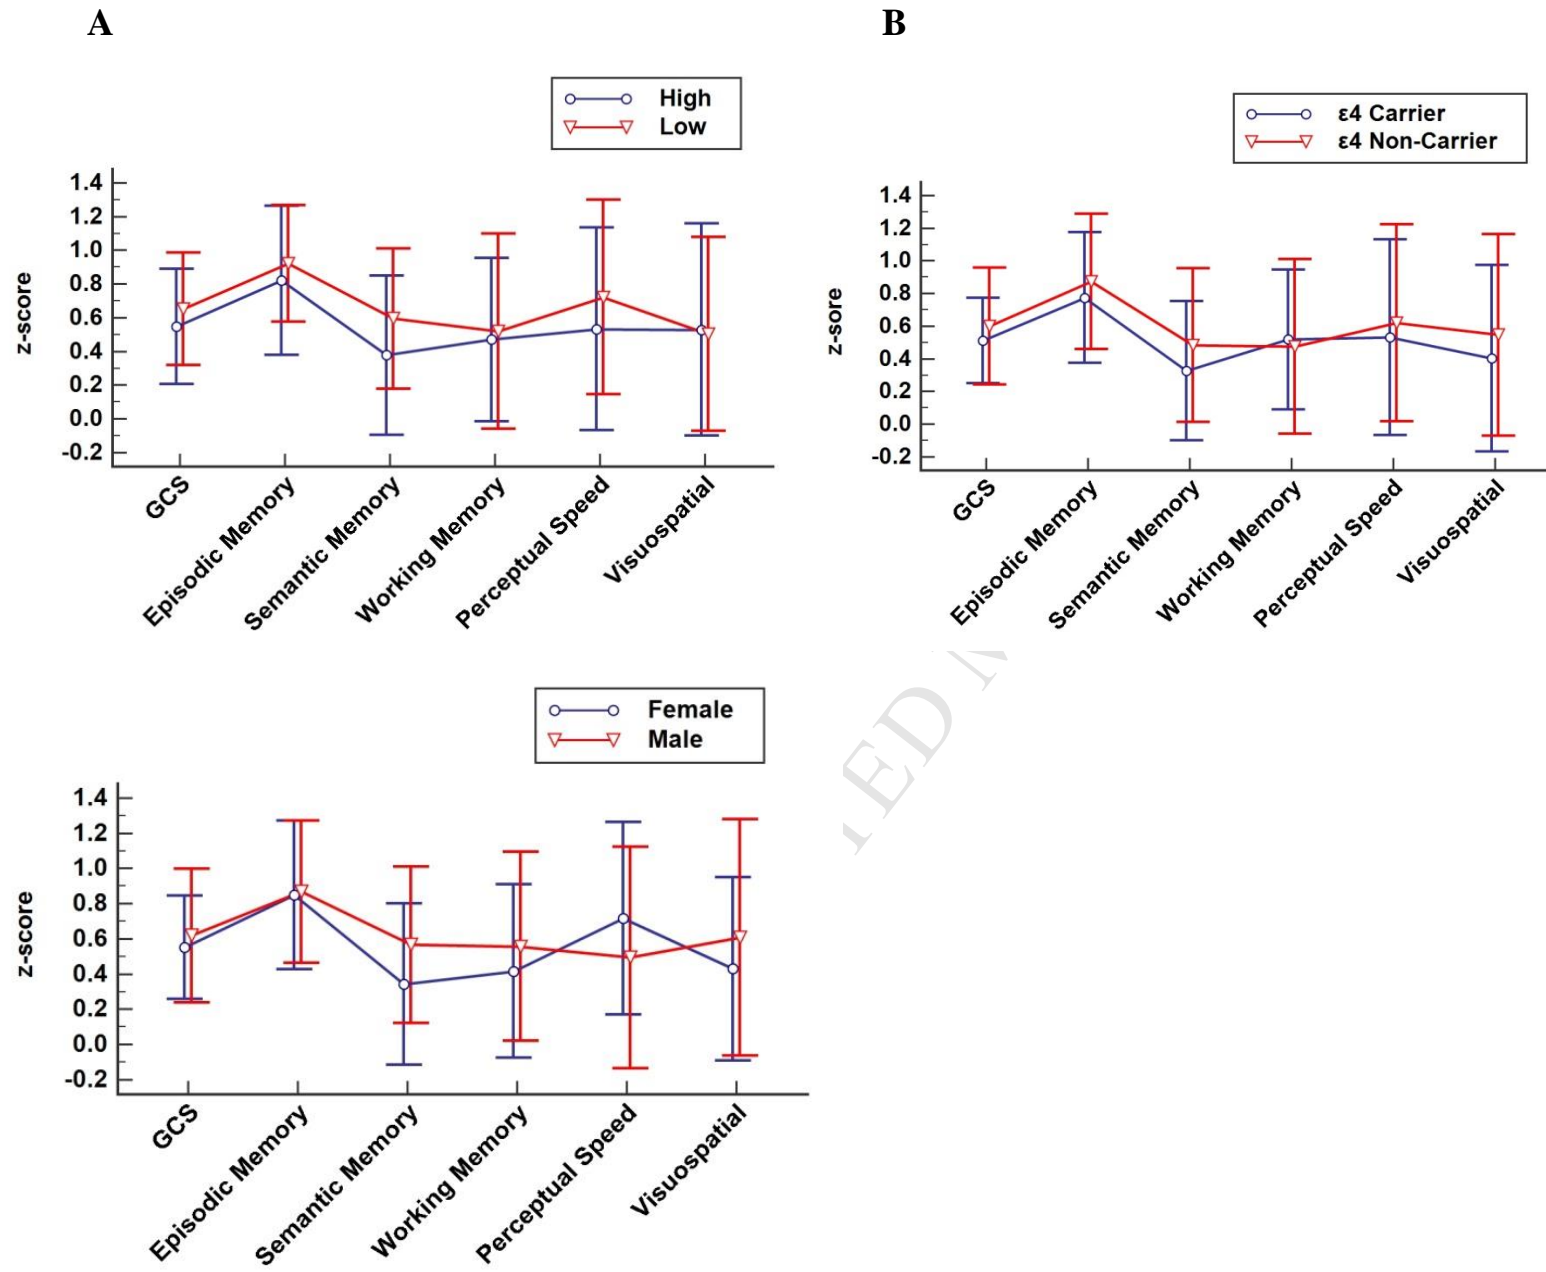 A
B
High
Low
1.4
1.2
1.0
0.8
0.6
0.4
0.2
0.0
-0.2
z-score
GCS
Episodic Memory
Semantic Memory
Working Memory
Perceptual Speed
Visuospatial
ε4 Carrier
ε4 Non-Carrier
1.4
1.2
1.0
0.8
0.6
0.4
0.2
0.0
-0.2
z-sore
GCS
Episodic Memory
Semantic Memory
Working Memory
Perceptual Speed
Visuospatial
Female
Male
1.4
1.2
1.0
0.8
0.6
0.4
0.2
0.0
-0.2
z-score
GCS
Episodic Memory
Semantic Memory
Working Memory
Perceptual Speed
Visuospatial